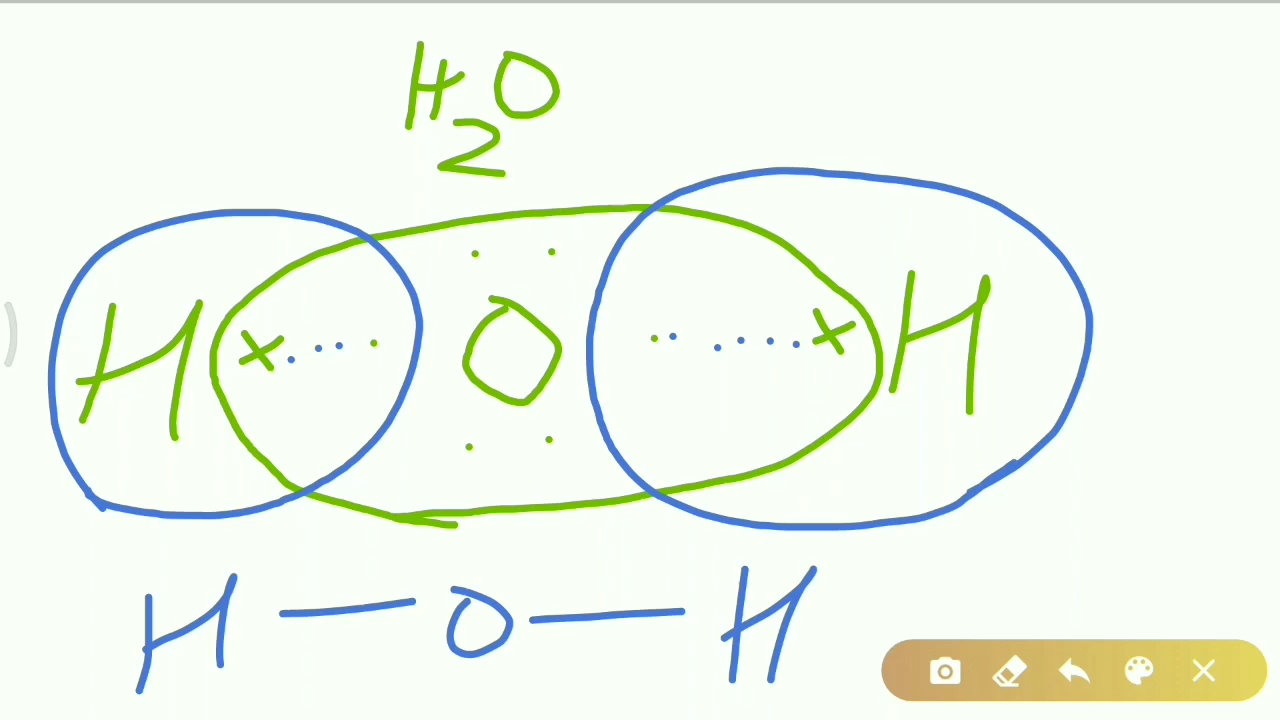 H₂O
H × O × H
H — O — H